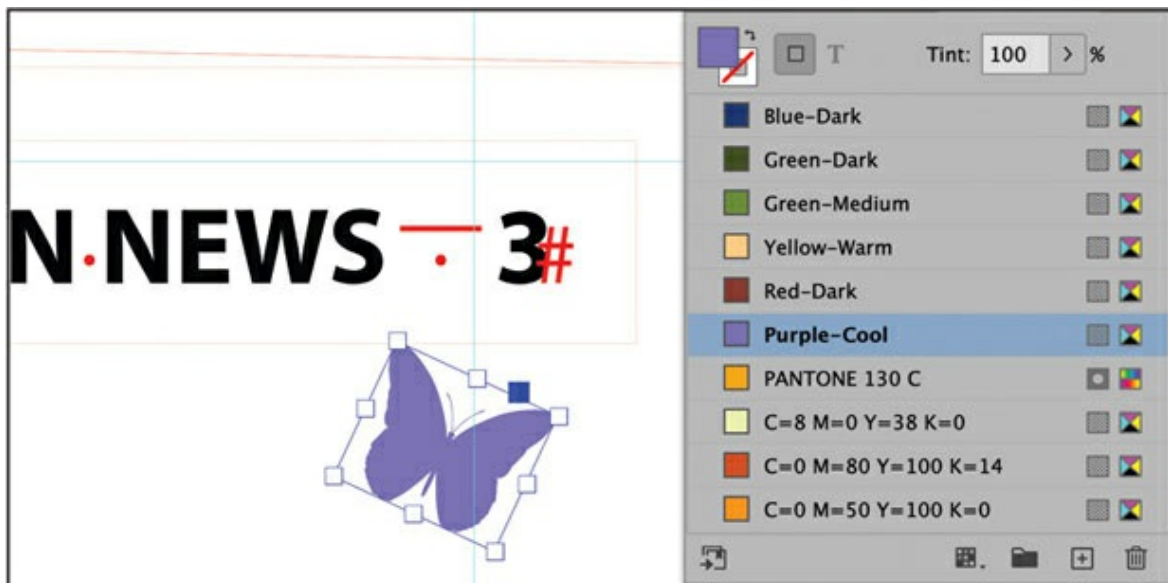 N·NEWS — · 3#
T Tint: 100 > %
Blue-Dark
Green-Dark
Green-Medium
Yellow-Warm
Red-Dark
Purple-Cool
PANTONE 130 C
C=8 M=0 Y=38 K=0
C=0 M=80 Y=100 K=14
C=0 M=50 Y=100 K=0